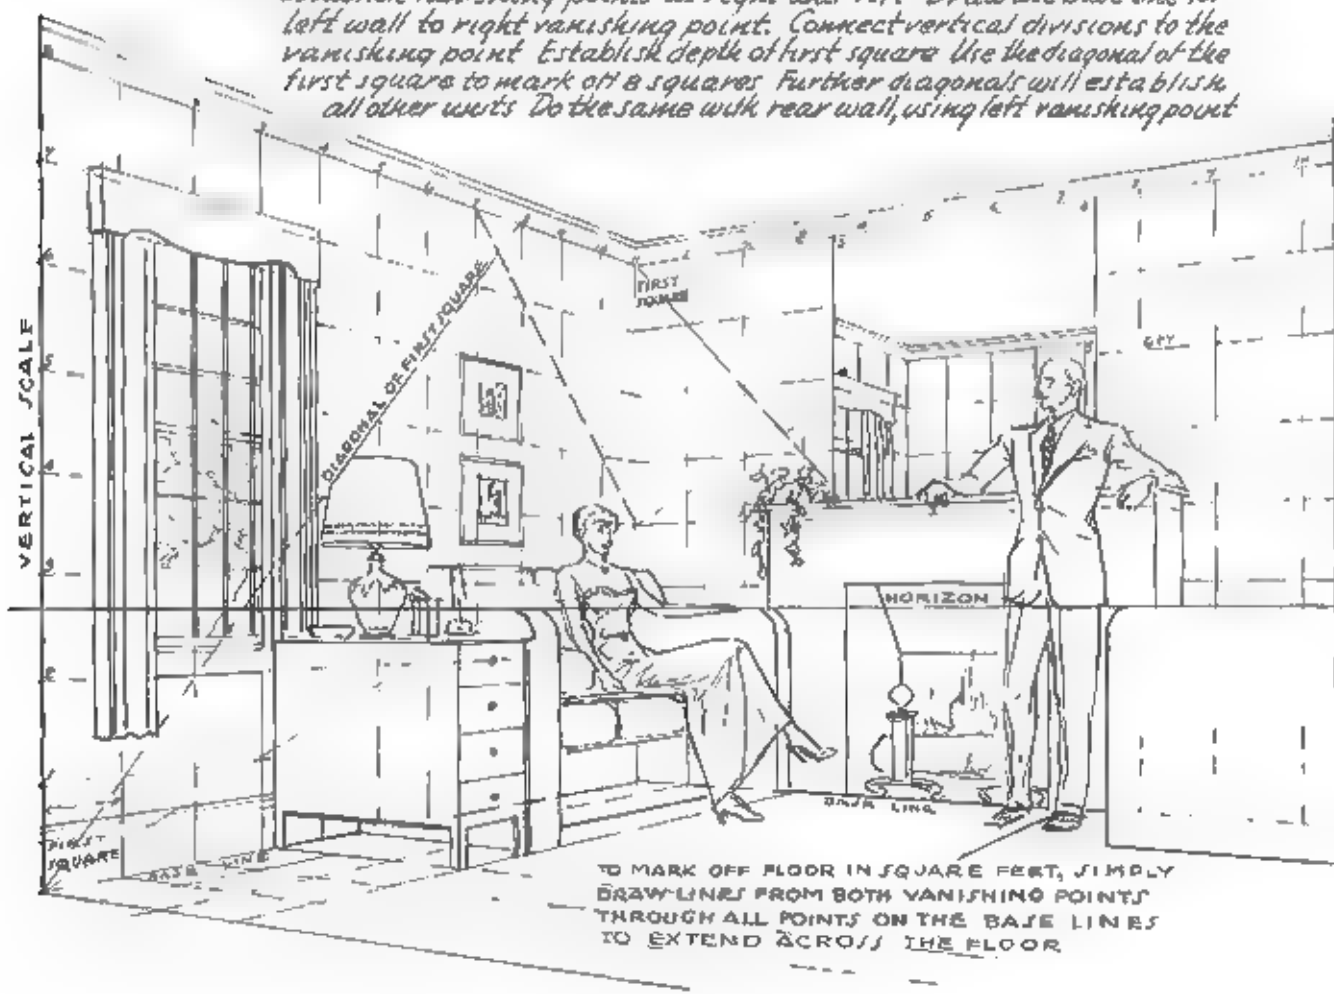 left wall to right vanishing point. Connect vertical divisions to the
vanishing point Establish depth of first square Use the diagonal of the
first square to mark off 8 squares Further diagonals will establish
all other units Do the same with rear wall, using left vanishing point
VERTICAL SCALE
DIAGONAL OF FIRST SQUARE
FIRST
SQUARE
6FT
HORIZON
BASE LINE
FIRST
SQUARE
BASE LINE
TO MARK OFF FLOOR IN SQUARE FEET, SIMPLY
DRAW LINES FROM BOTH VANISHING POINTS
THROUGH ALL POINTS ON THE BASE LINES
TO EXTEND ACROSS THE FLOOR